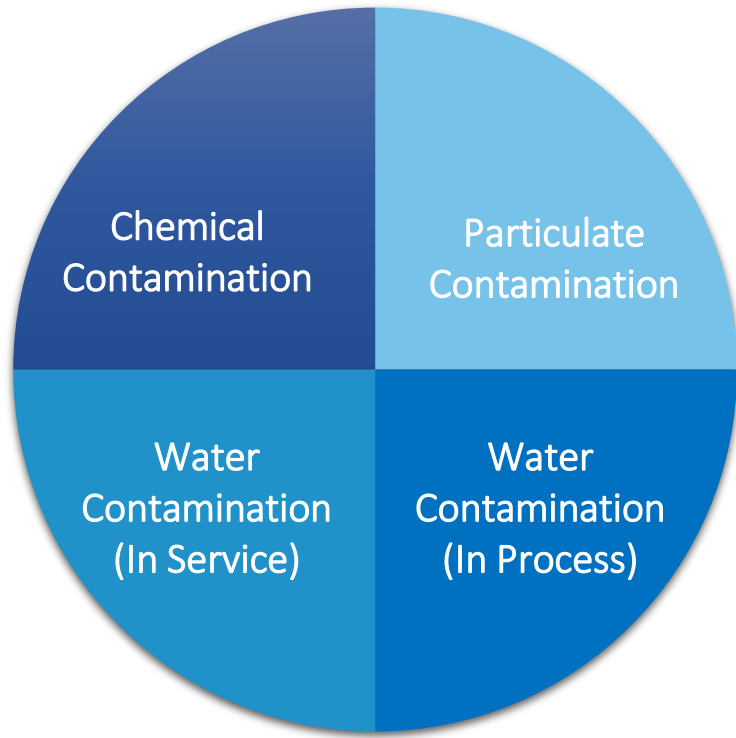 Chemical
Contamination
Particulate
Contamination
Water
Contamination
(In Service)
Water
Contamination
(In Process)